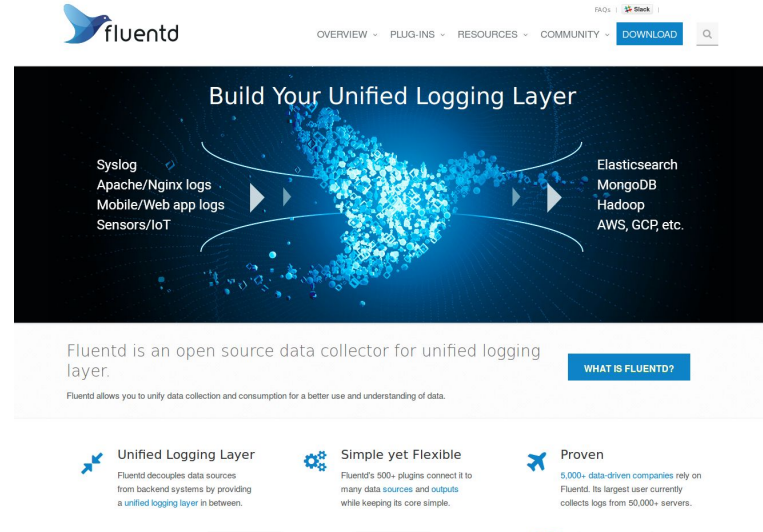 FAQs | Slack |
fluentd
OVERVIEW PLUG-INS RESOURCES COMMUNITY DOWNLOAD
Build Your Unified Logging Layer
Syslog
Apache/Nginx logs
Mobile/Web app logs
Sensors/IoT
Elasticsearch
MongoDB
Hadoop
AWS, GCP, etc.
Fluentd is an open source data collector for unified logging
layer.
Fluentd allows you to unify data collection and consumption for a better use and understanding of data.
WHAT IS FLUENTD?
Unified Logging Layer
Fluentd decouples data sources
from backend systems by providing
a unified logging layer in between.
Simple yet Flexible
Fluentd's 500+ plugins connect it to
many data sources and outputs
while keeping its core simple.
Proven
5,000+ data-driven companies rely on
Fluentd. Its largest user currently
collects logs from 50,000+ servers.